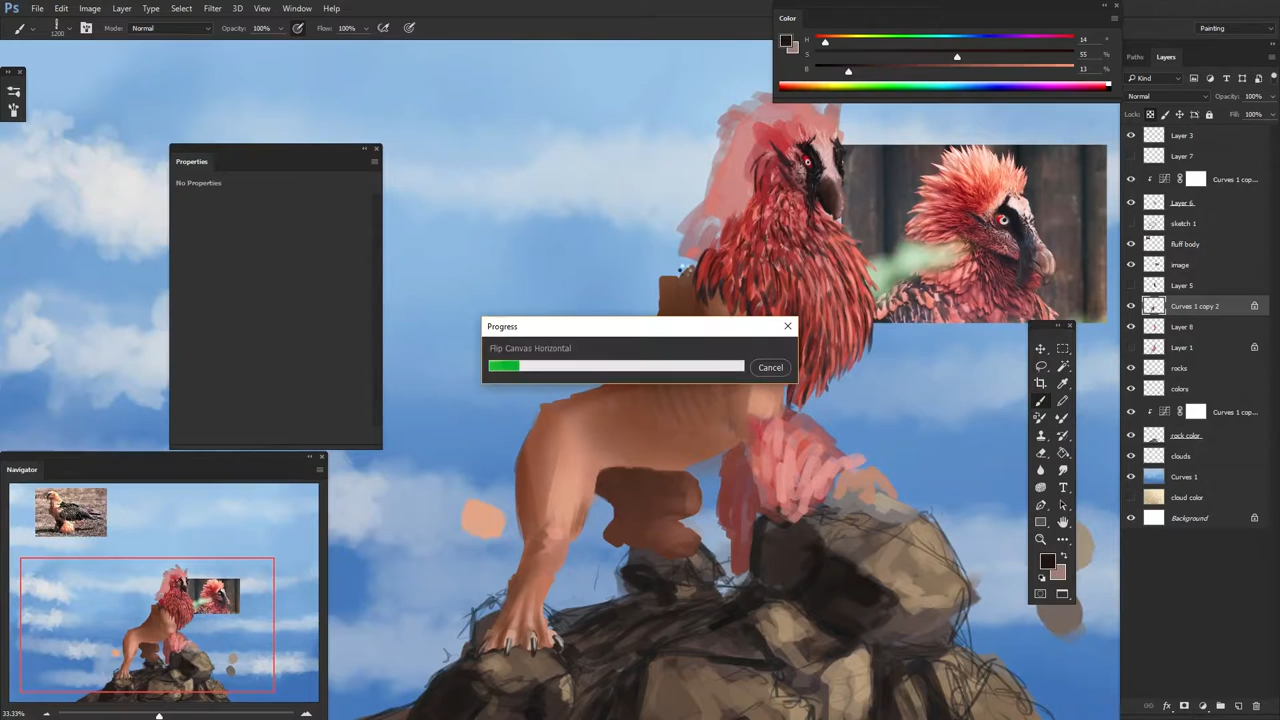 Ps File Edit Image Layer Type Select Filter 3D View Window Help
1200 Mode: Normal Opacity: 100% Flow: 100%
Painting
Color
H 14 °
S 55 %
B 13 %
Properties
No Properties
Progress
Flip Canvas Horizontal
Cancel
Navigator
33.33%
Paths Layers
Kind
Normal Opacity: 100%
Lock: Fill: 100%
Layer 3
Layer 7
Curves 1 cop...
Layer 6
sketch 1
fluff body
image
Layer 5
Curves 1 copy 2
Layer 8
Layer 1
rocks
colors
Curves 1 cop...
rock color
clouds
Curves 1
cloud color
Background